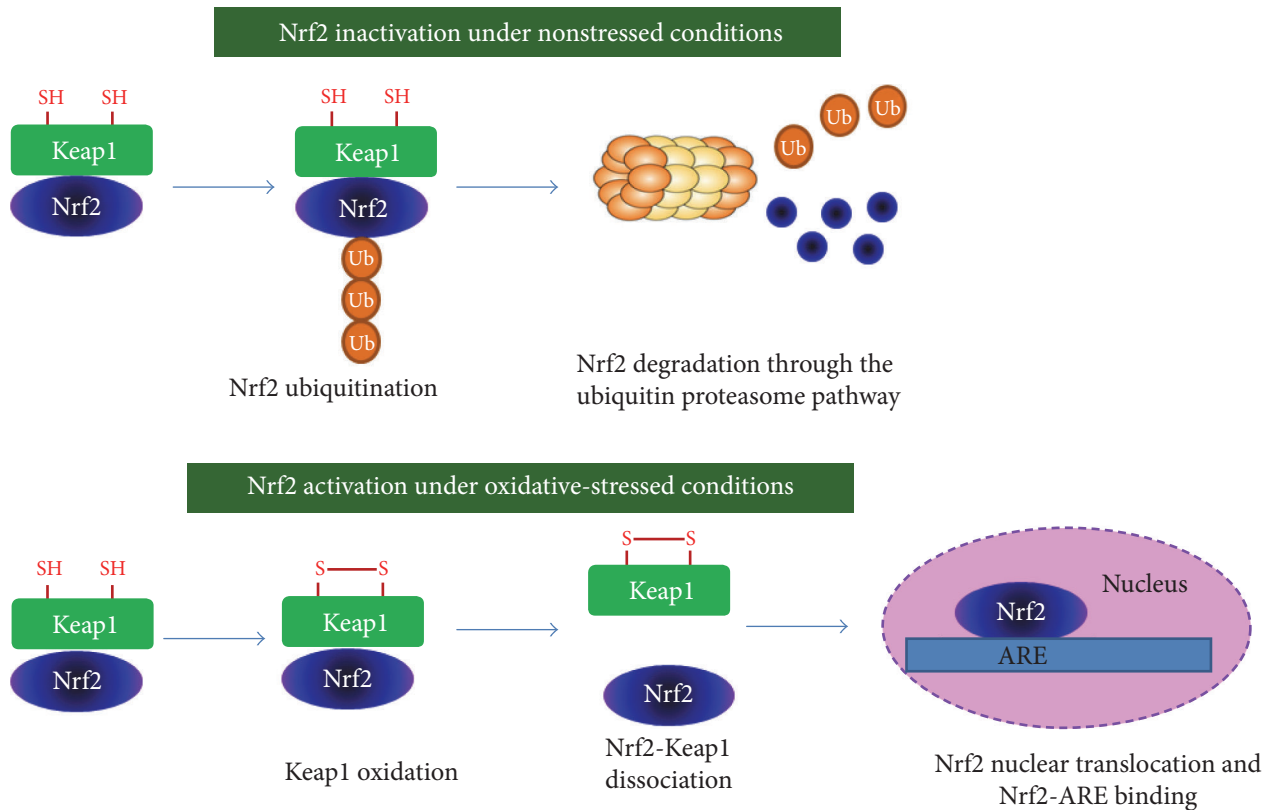 Nrf2 inactivation under nonstressed conditions
SH SH
Keap1
Nrf2
SH SH
Keap1
Nrf2
Ub
Ub
Ub
Nrf2 ubiquitination
Ub
Ub
Ub
Nrf2 degradation through the
ubiquitin proteasome pathway
Nrf2 activation under oxidative-stressed conditions
SH SH
Keap1
Nrf2
S S
Keap1
Nrf2
Keap1 oxidation
S S
Keap1
Nrf2
Nrf2-Keap1
dissociation
Nucleus
Nrf2
ARE
Nrf2 nuclear translocation and
Nrf2-ARE binding